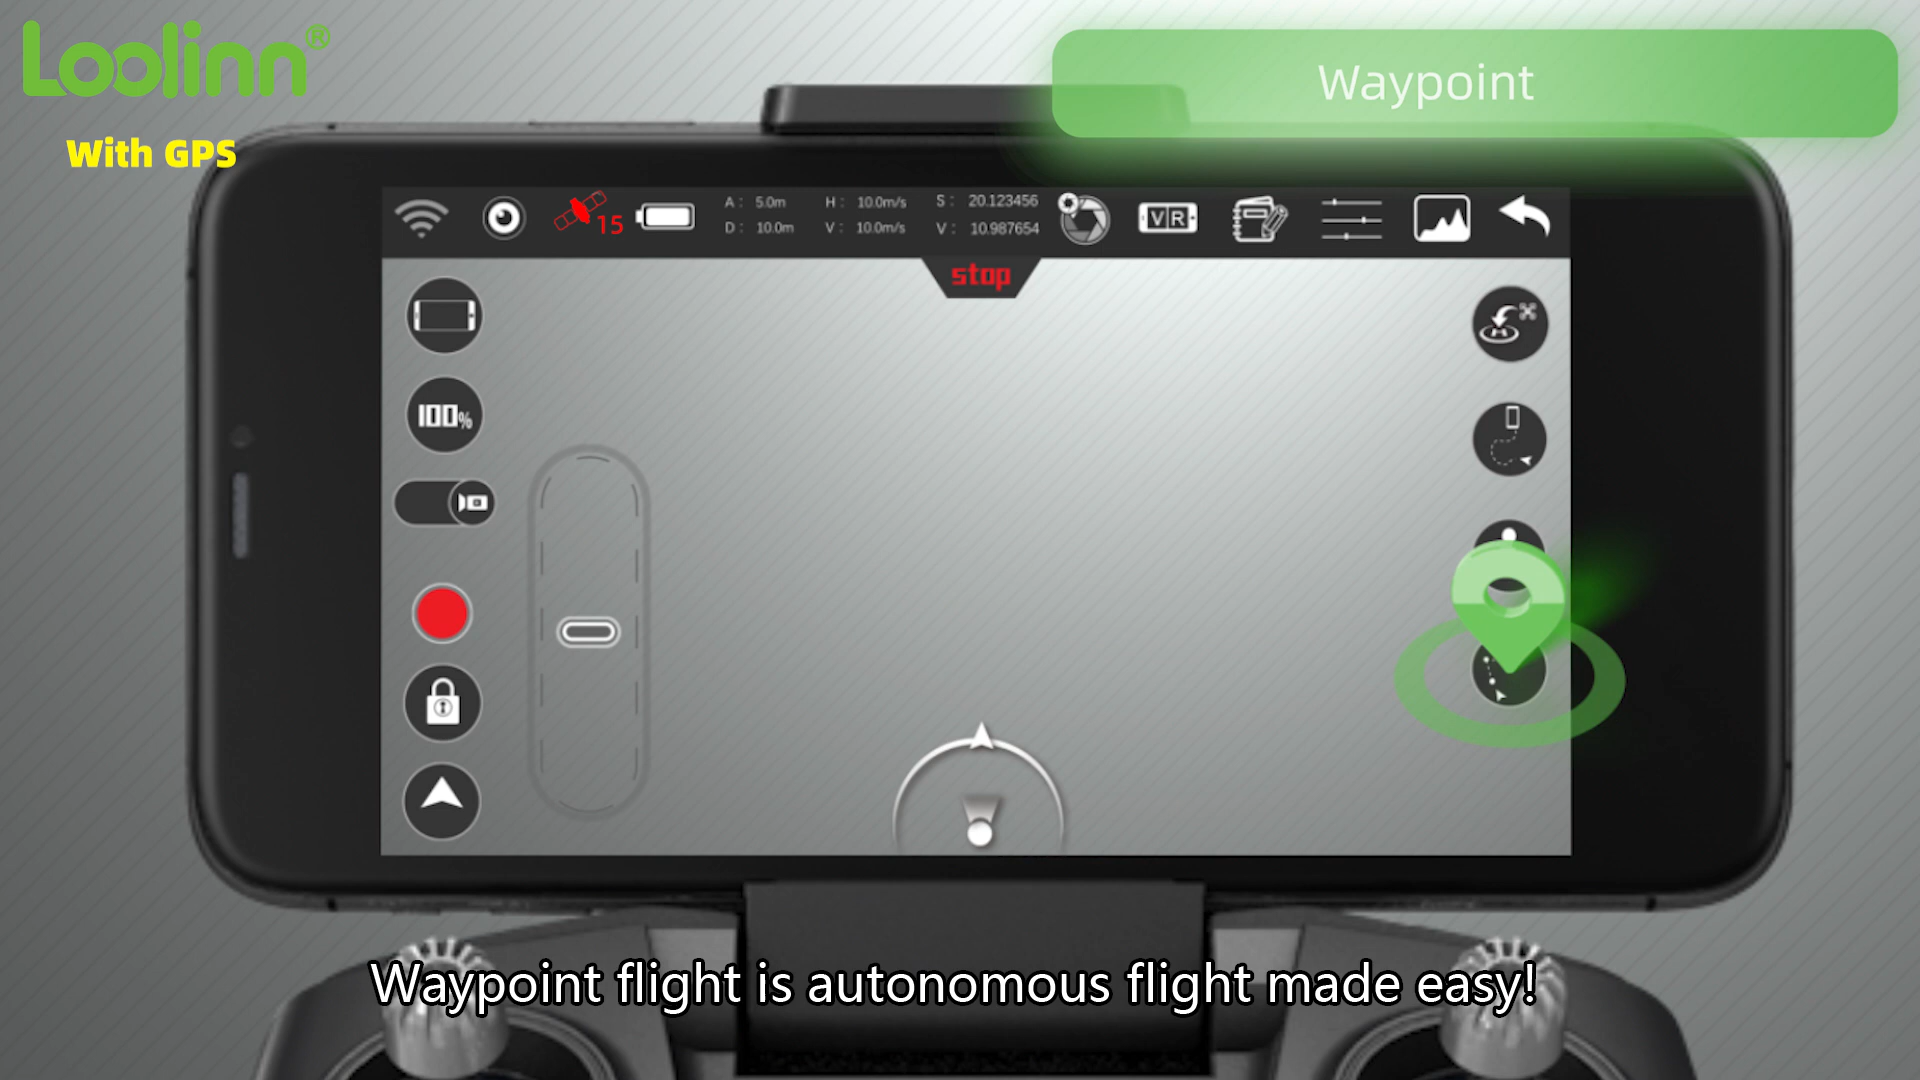 Loolinn®
With GPS
Waypoint
15
A: 5.0m H: 10.0m/s S: 20.123456
D: 10.0m V: 10.0m/s V: 10.987654
VR
stop
100%
Waypoint flight is autonomous flight made easy!